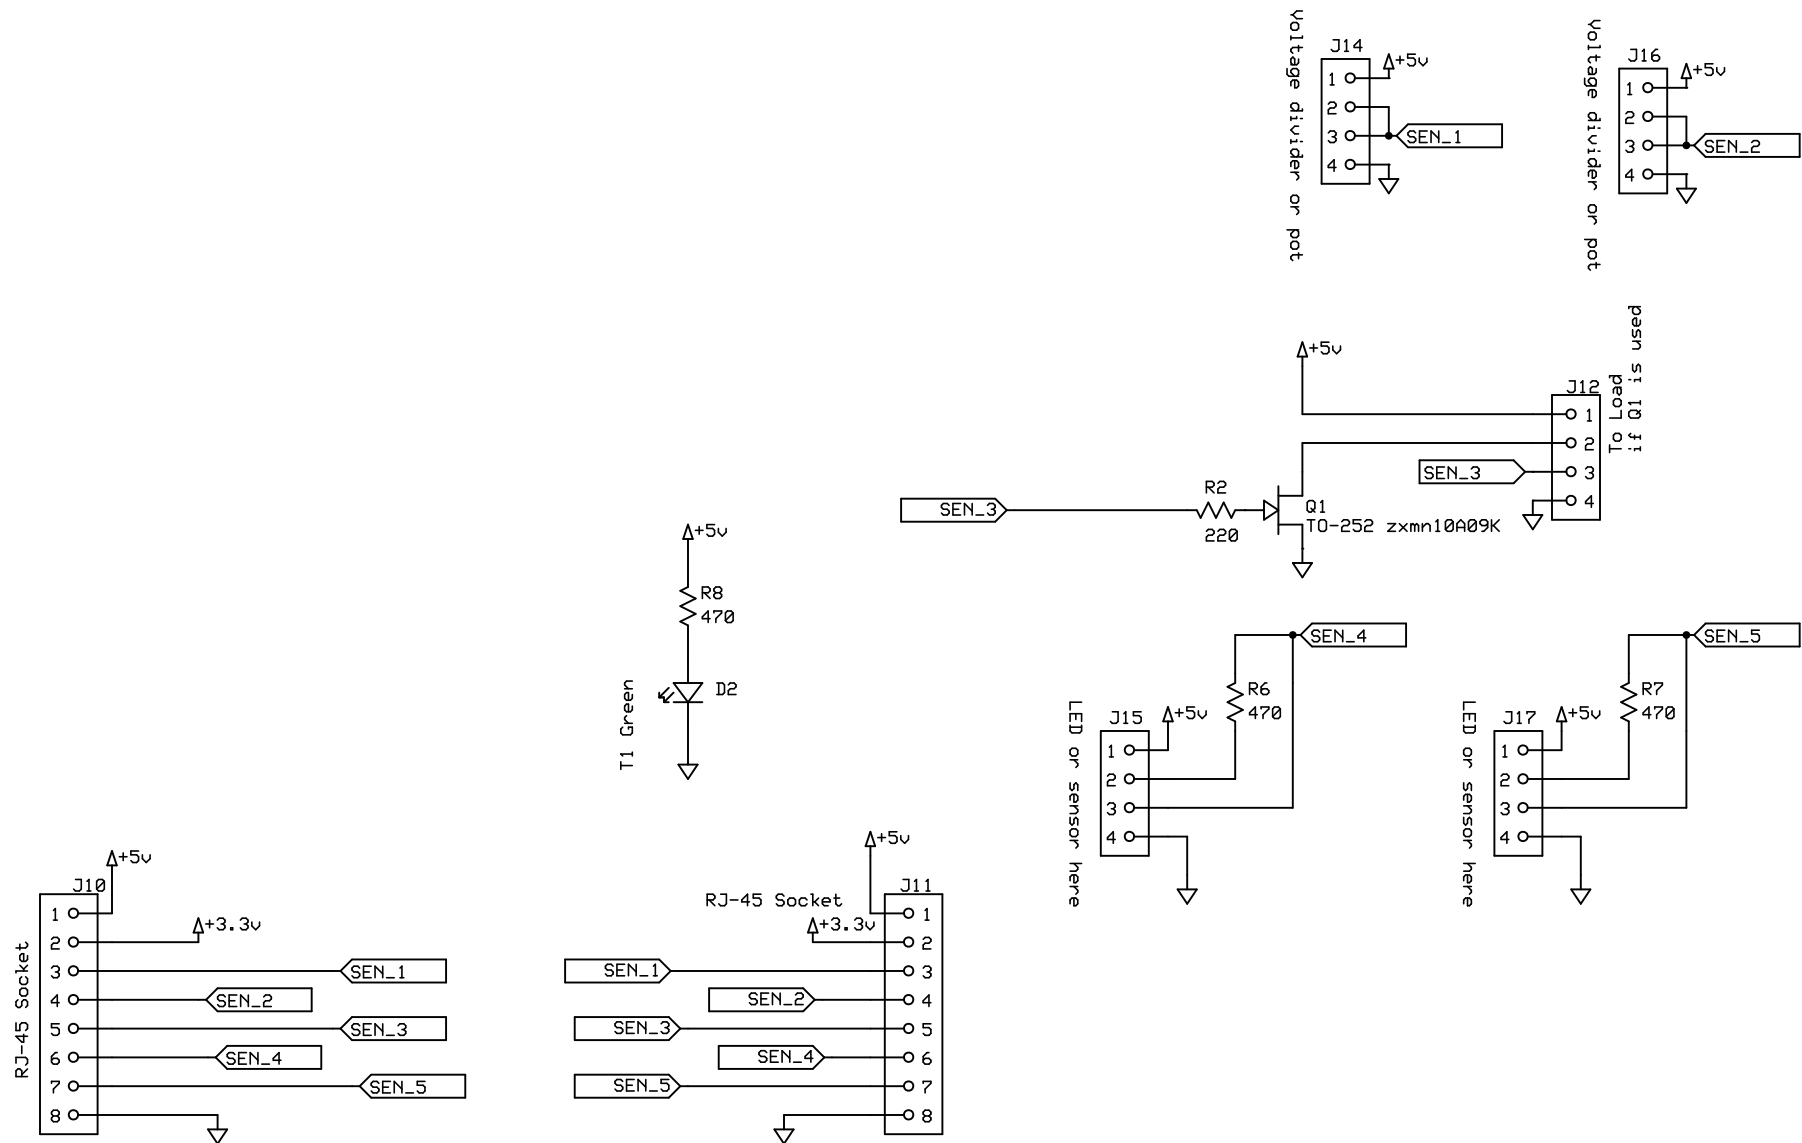 Voltage divider or pot
J14
+5v
1
2
3
4
SEN_1
Voltage divider or pot
J16
+5v
1
2
3
4
SEN_2
+5v
J12
1
2
3
4
To Load
if Q1 is used
SEN_3
SEN_3
R2
220
Q1
TO-252 zxmn10A09K
+5v
R8
470
D2
T1 Green
SEN_4
R6
470
LED or sensor here
J15
+5v
1
2
3
4
SEN_5
R7
470
LED or sensor here
J17
+5v
1
2
3
4
RJ-45 Socket
J10
+5v
+3.3v
1
2
3
4
5
6
7
8
SEN_1
SEN_2
SEN_3
SEN_4
SEN_5
RJ-45 Socket
J11
+5v
+3.3v
SEN_1
SEN_2
SEN_3
SEN_4
SEN_5
1
2
3
4
5
6
7
8